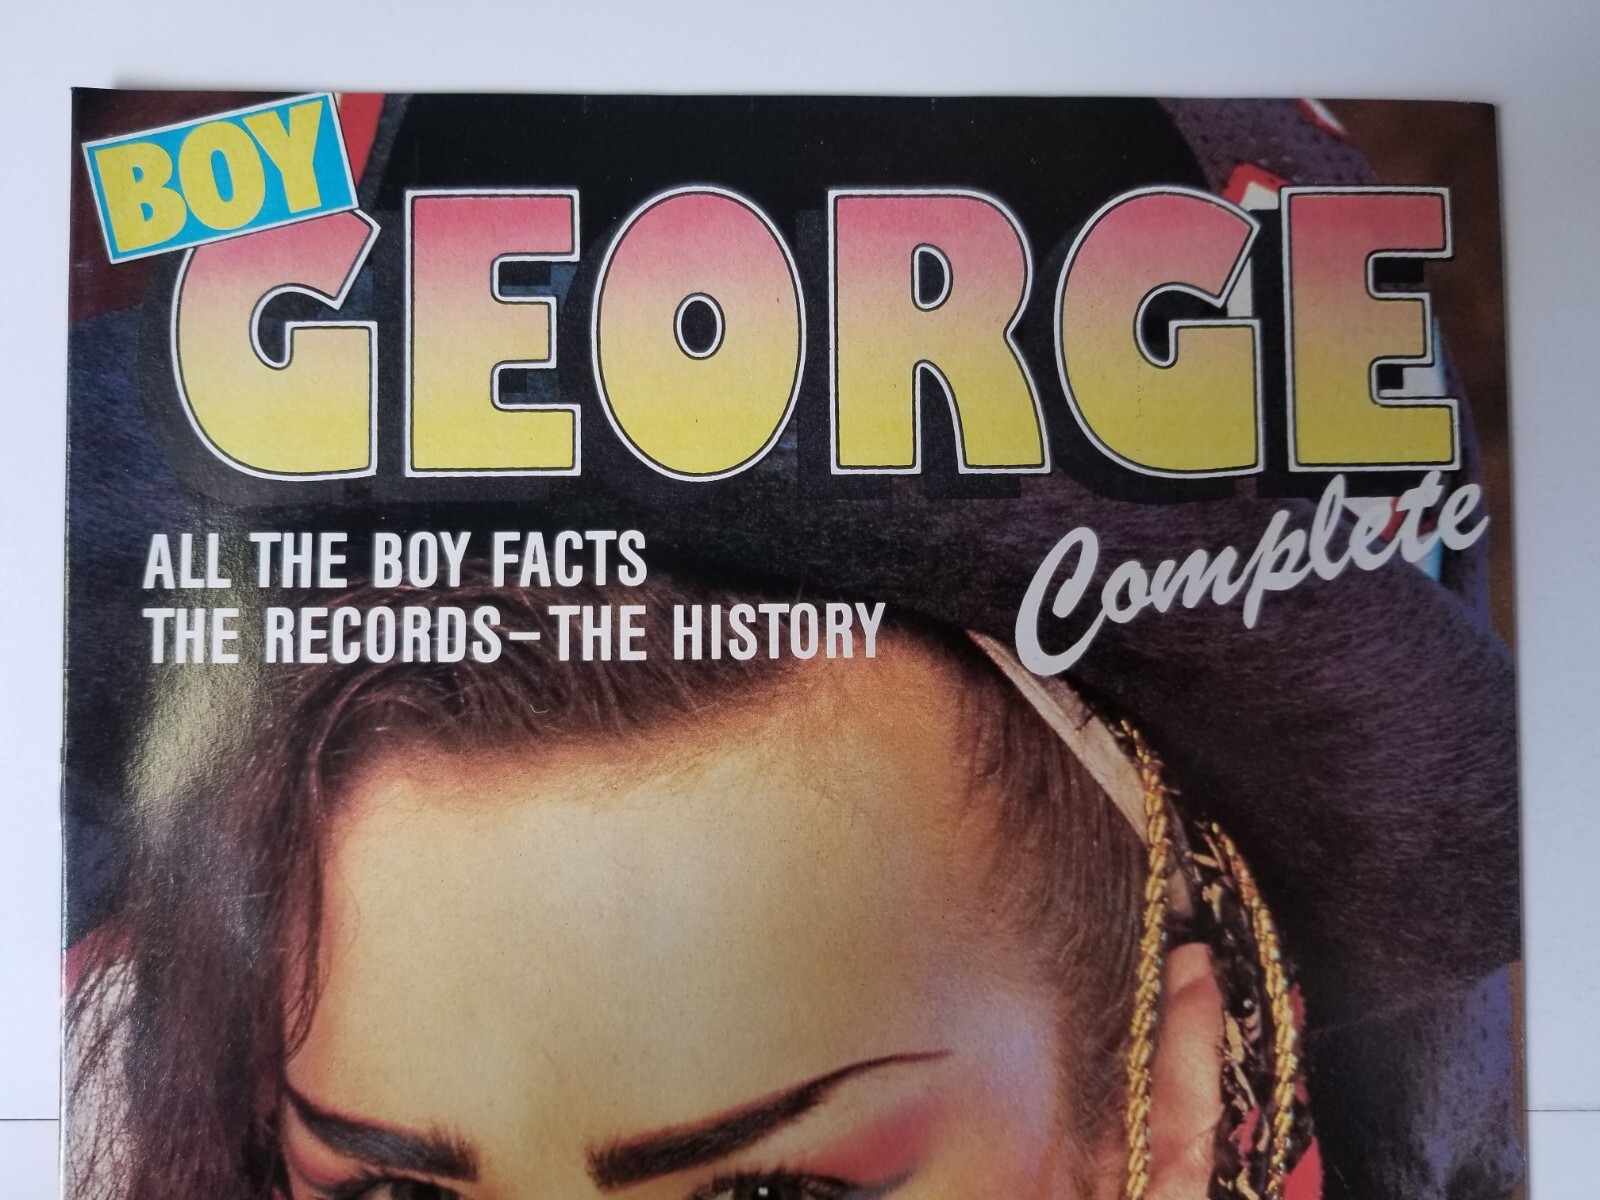 BOY
GEORGE
Complete
ALL THE BOY FACTS
THE RECORDS–THE HISTORY